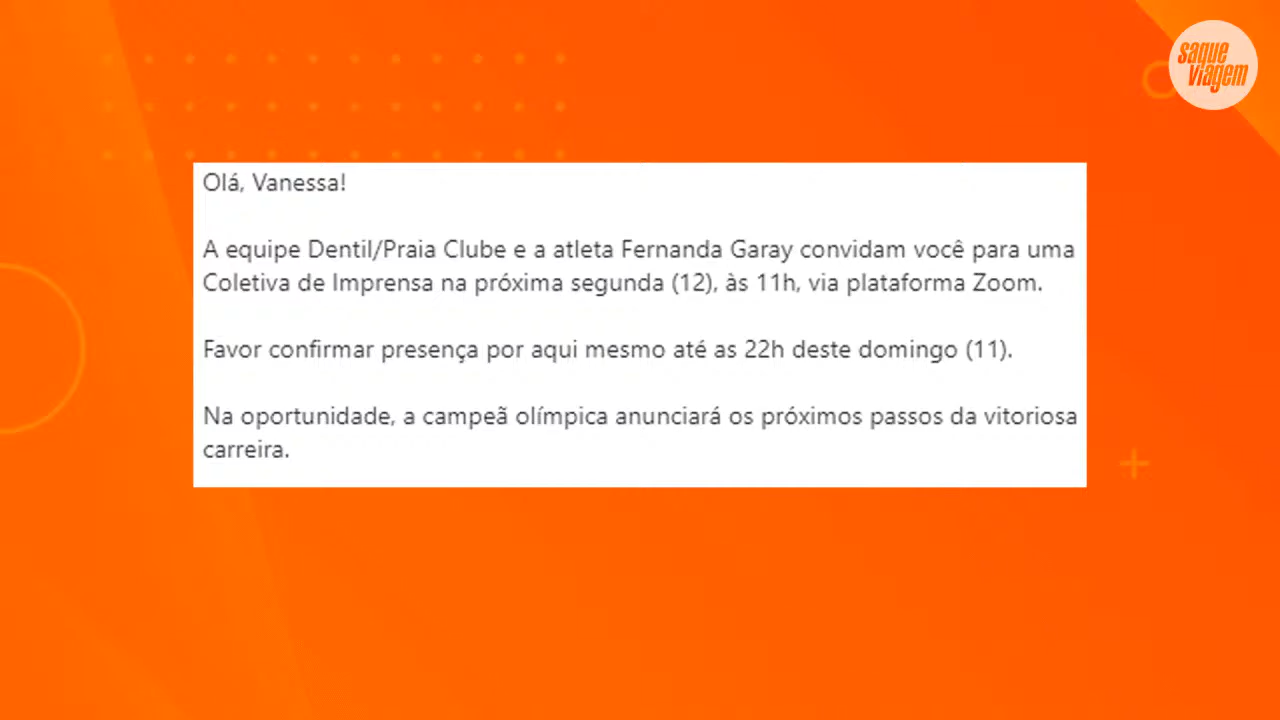 saque
viagem
Olá, Vanessa!
A equipe Dentil/Praia Clube e a atleta Fernanda Garay convidam você para uma
Coletiva de Imprensa na próxima segunda (12), às 11h, via plataforma Zoom.
Favor confirmar presença por aqui mesmo até as 22h deste domingo (11).
Na oportunidade, a campeã olímpica anunciará os próximos passos da vitoriosa
carreira.